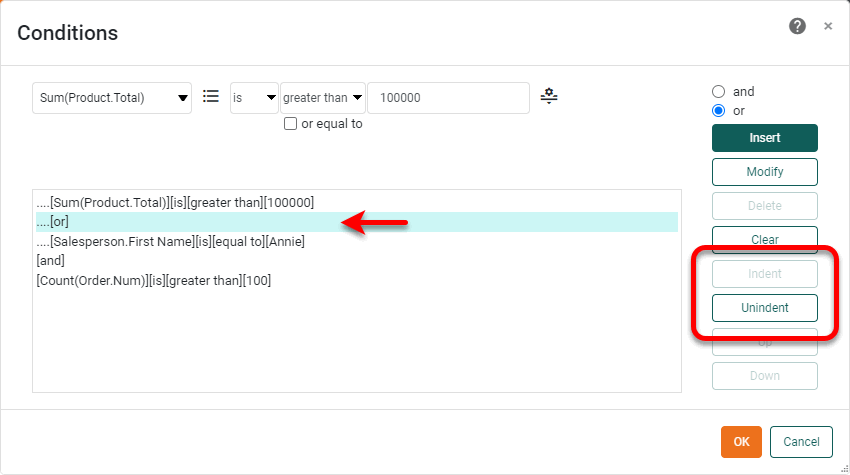 Conditions
? ×
Sum(Product.Total) is greater than 100000
or equal to
and
or
Insert
Modify
Delete
Clear
Indent
Unindent
Up
Down
....[Sum(Product.Total)][is][greater than][100000]
....[or]
....[Salesperson.First Name][is][equal to][Annie]
[and]
[Count(Order.Num)][is][greater than][100]
OK Cancel